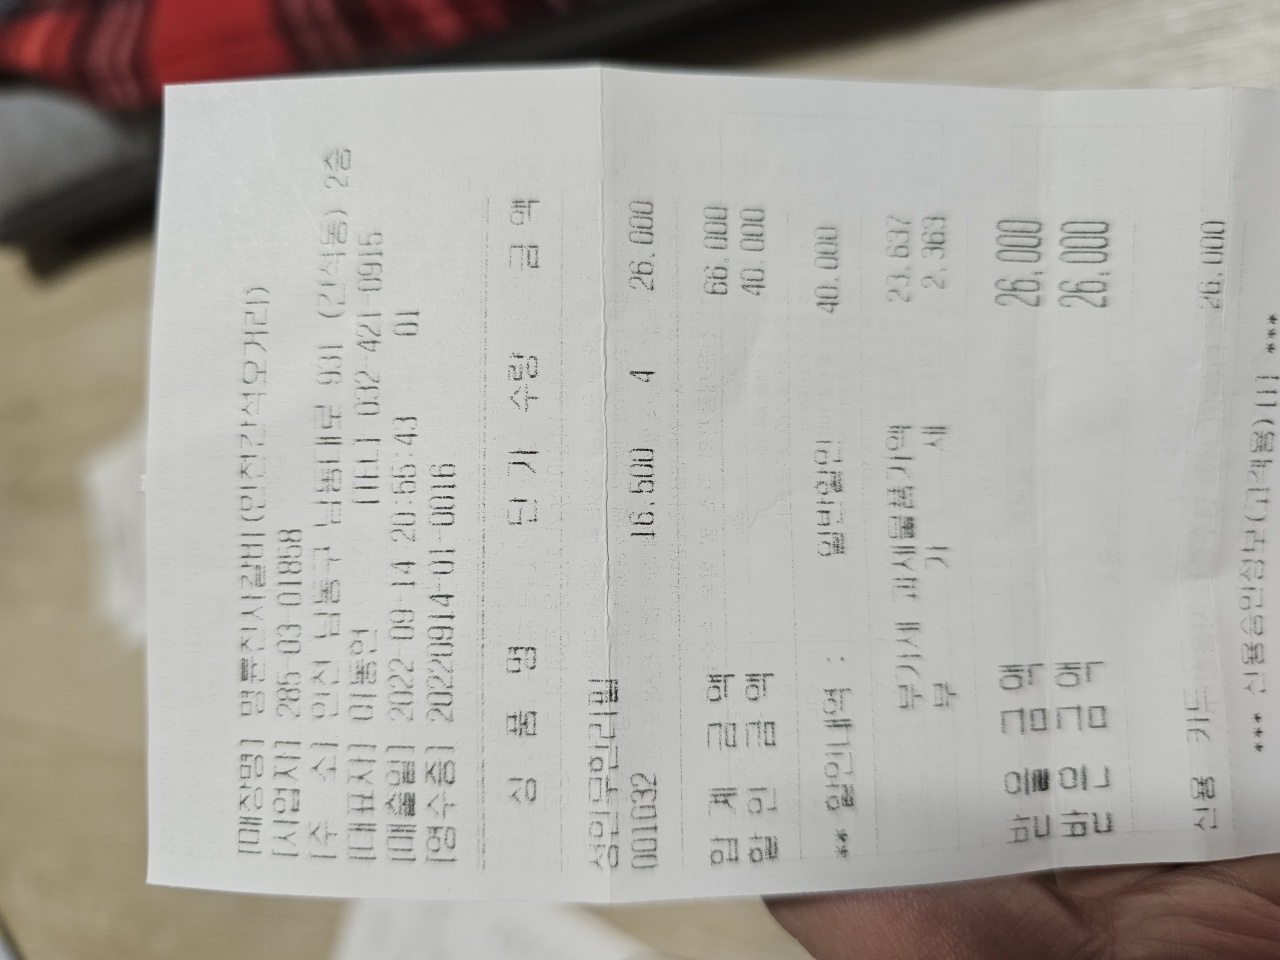 [매장명] 명륜진사갈비(인천간석오거리)
[사업자] 285-03-01858
[주 소] 인천 남동구 남동대로 931 (간석동) 2층
[대표자] 이동언 [TEL] 032-421-0915
[매출일] 2022-09-14 20:55:43 01
[영수증] 20220914-01-0016
상 품 명 단 가 수량 금 액
성인무한리필
001032 16,500 4 26,000
합 계 금 액 66,000
할 인 금 액 40,000
** 할인내역 : 일반할인 40,000
부가세 과세물품가액 23,637
부 가 세 2,363
받 을 금 액 26,000
받 은 금 액 26,000
신용 카드 26,000
*** 신용승인정보(고객용) [1] ***